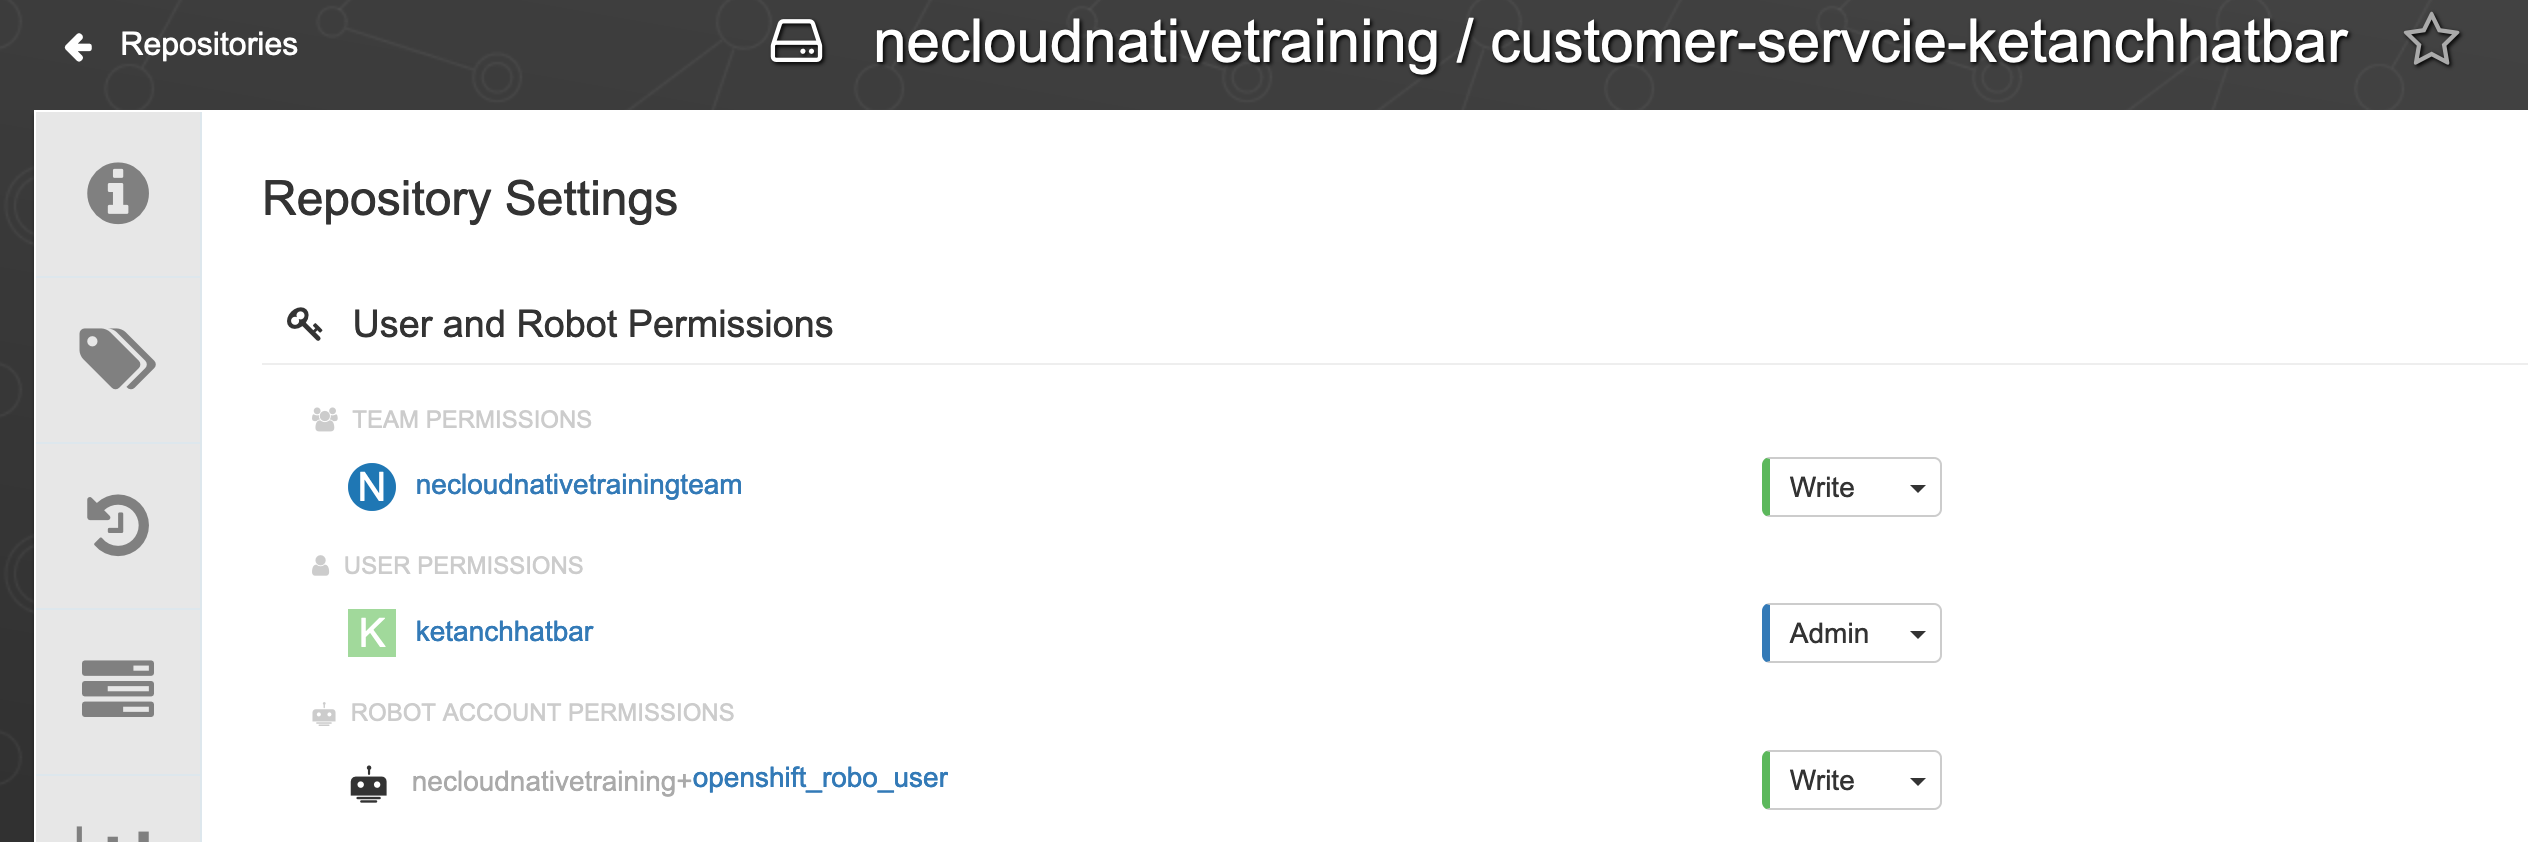 Repositories
necloudnativetraining / customer-servcie-ketanchhatbar
Repository Settings
User and Robot Permissions
TEAM PERMISSIONS
N necloudnativetrainingteam Write
USER PERMISSIONS
K ketanchhatbar Admin
ROBOT ACCOUNT PERMISSIONS
necloudnativetraining+openshift_robo_user Write